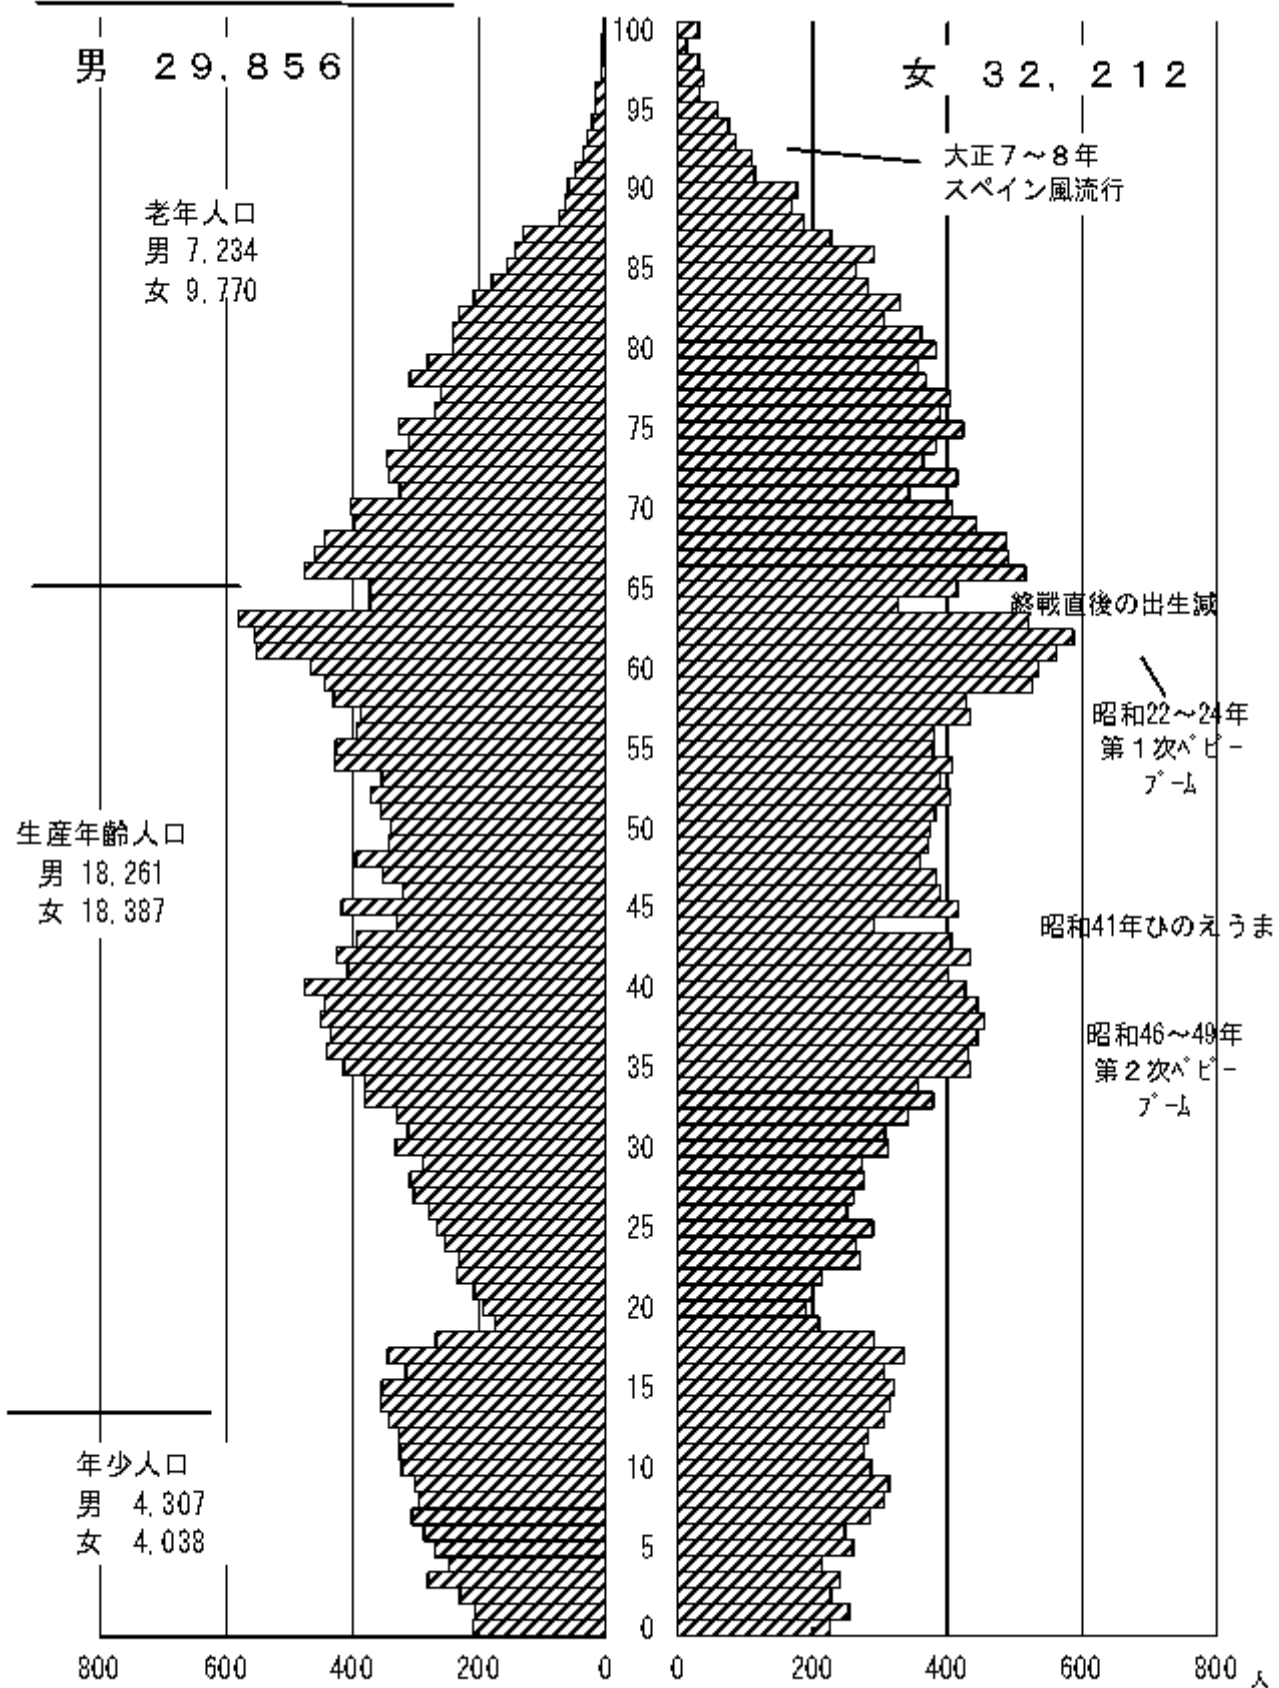 男 29,856
女 32,212
大正7～8年
スペイン風流行
老年人口
男 7,234
女 9,770
終戦直後の出生減
昭和22～24年
第1次ベビー
ブーム
生産年齢人口
男 18,261
女 18,387
昭和41年ひのえうま
昭和46～49年
第2次ベビー
ブーム
年少人口
男 4,307
女 4,038
100
95
90
85
80
75
70
65
60
55
50
45
40
35
30
25
20
15
10
5
0
800 600 400 200 0 0 200 400 600 800 人